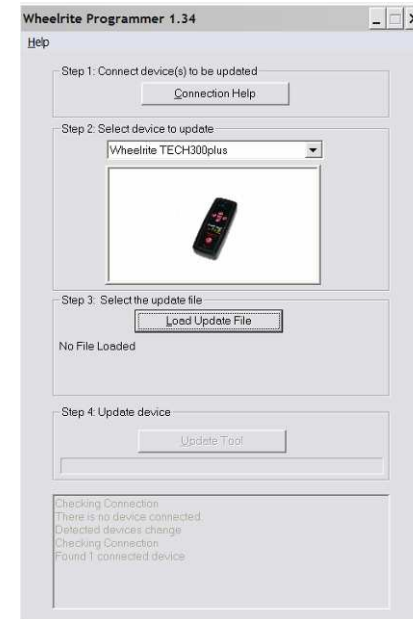 Wheelrite Programmer 1.34
Help
Step 1: Connect device(s) to be updated
Connection Help
Step 2: Select device to update
Wheelrite TECH300plus
Step 3: Select the update file
Load Update File
No File Loaded
Step 4: Update device
Update Tool
Checking Connection
There is no device connected.
Detected devices change
Checking Connection
Found 1 connected device